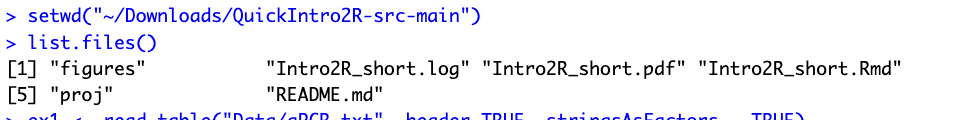 > setwd("~/Downloads/QuickIntro2R-src-main")
> list.files()
[1] "figures" "Intro2R_short.log" "Intro2R_short.pdf" "Intro2R_short.Rmd"
[5] "proj" "README.md"
> ex1 <- read.table("Data/qPCR.txt", header=TRUE, stringsAsFactors = TRUE)